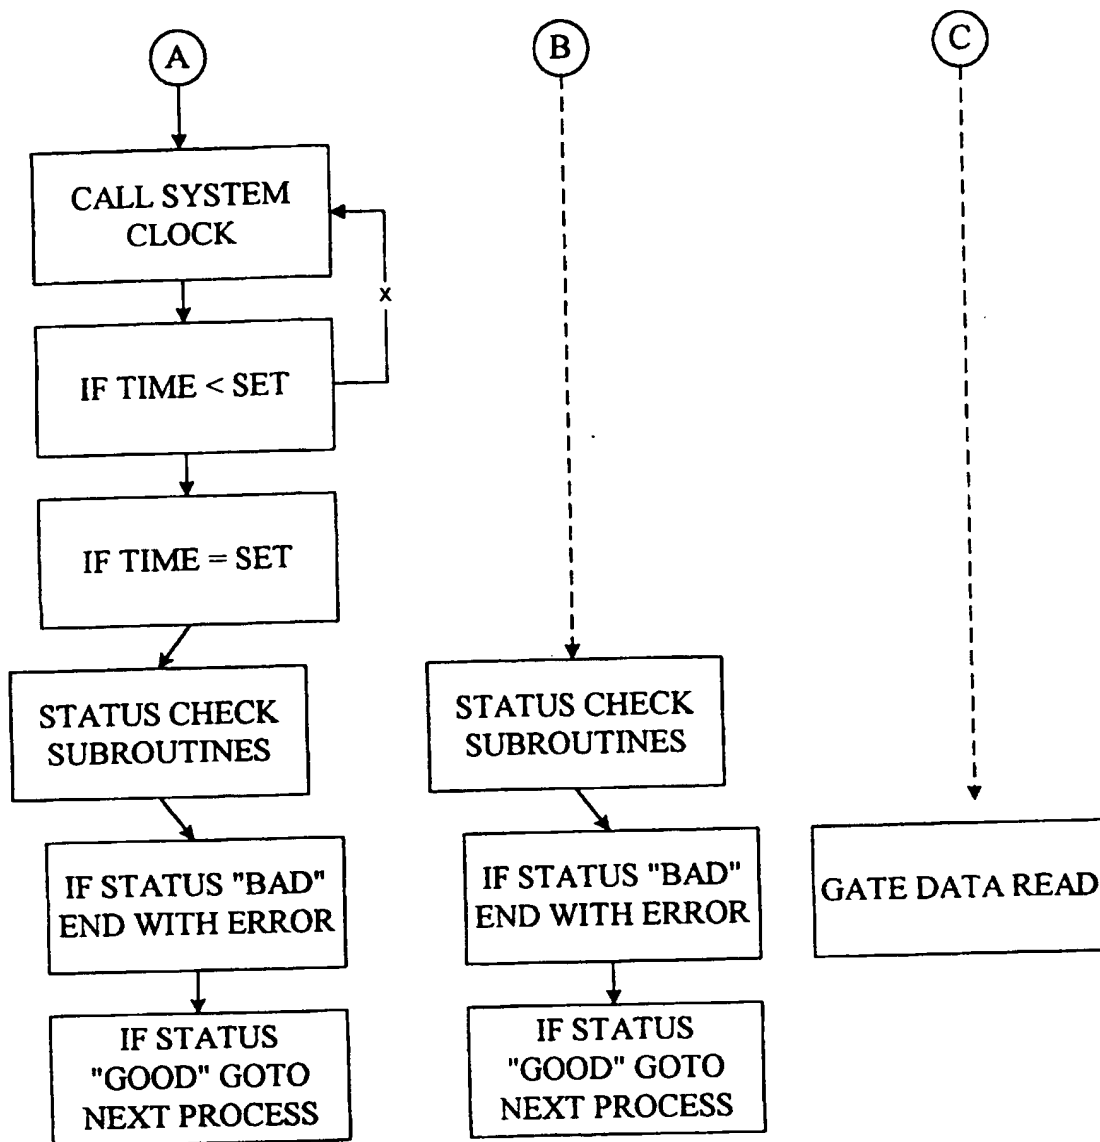 A
CALL SYSTEM
CLOCK
x
IF TIME < SET
IF TIME = SET
STATUS CHECK
SUBROUTINES
IF STATUS "BAD"
END WITH ERROR
IF STATUS
"GOOD" GOTO
NEXT PROCESS
B
STATUS CHECK
SUBROUTINES
IF STATUS "BAD"
END WITH ERROR
IF STATUS
"GOOD" GOTO
NEXT PROCESS
C
GATE DATA READ